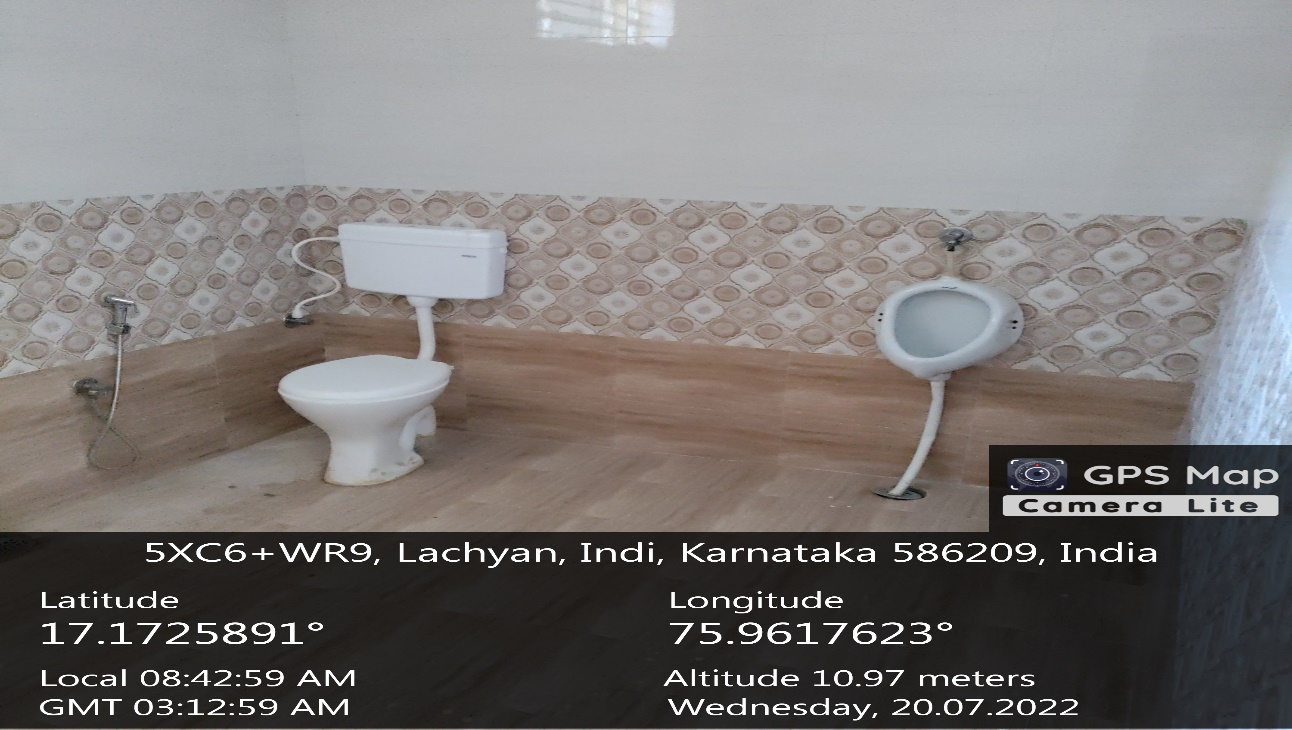 GPS Map
Camera Lite
5XC6+WR9, Lachyan, Indi, Karnataka 586209, India
Latitude
17.1725891°
Longitude
75.9617623°
Local 08:42:59 AM
GMT 03:12:59 AM
Altitude 10.97 meters
Wednesday, 20.07.2022